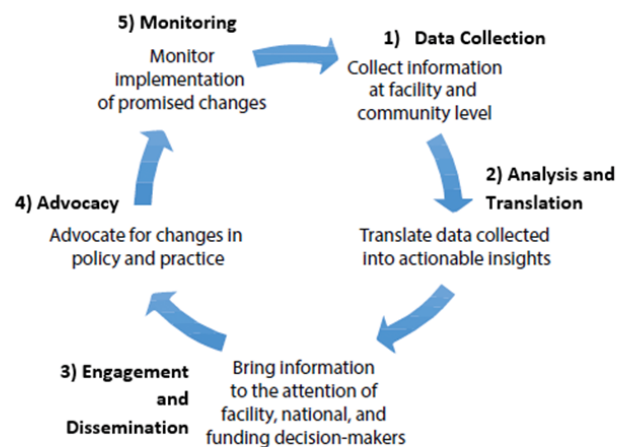 1) Data Collection
Collect information
at facility and
community level
2) Analysis and
Translation
Translate data collected
into actionable insights
3) Engagement
and
Dissemination
Bring information
to the attention of
facility, national, and
funding decision-makers
4) Advocacy
Advocate for changes in
policy and practice
5) Monitoring
Monitor
implementation
of promised changes